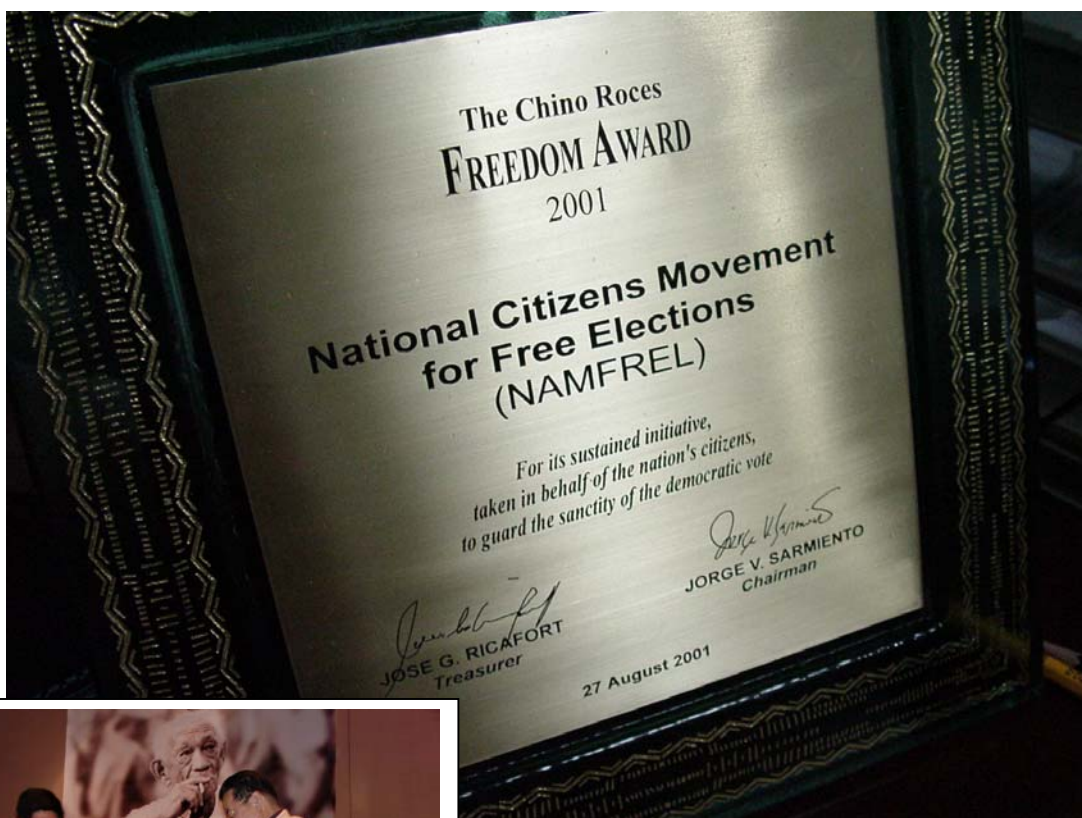 The Chino Roces
FREEDOM AWARD
2001
National Citizens Movement
for Free Elections
(NAMFREL)
For its sustained initiative,
taken in behalf of the nation's citizens,
to guard the sanctity of the democratic vote
JORGE V. SARMIENTO
Chairman
JOSE G. RICAFORT
Treasurer
27 August 2001